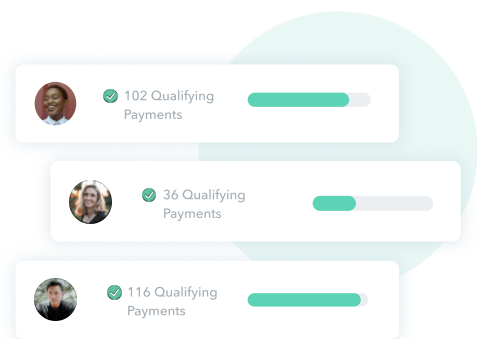 102 Qualifying
Payments
36 Qualifying
Payments
116 Qualifying
Payments